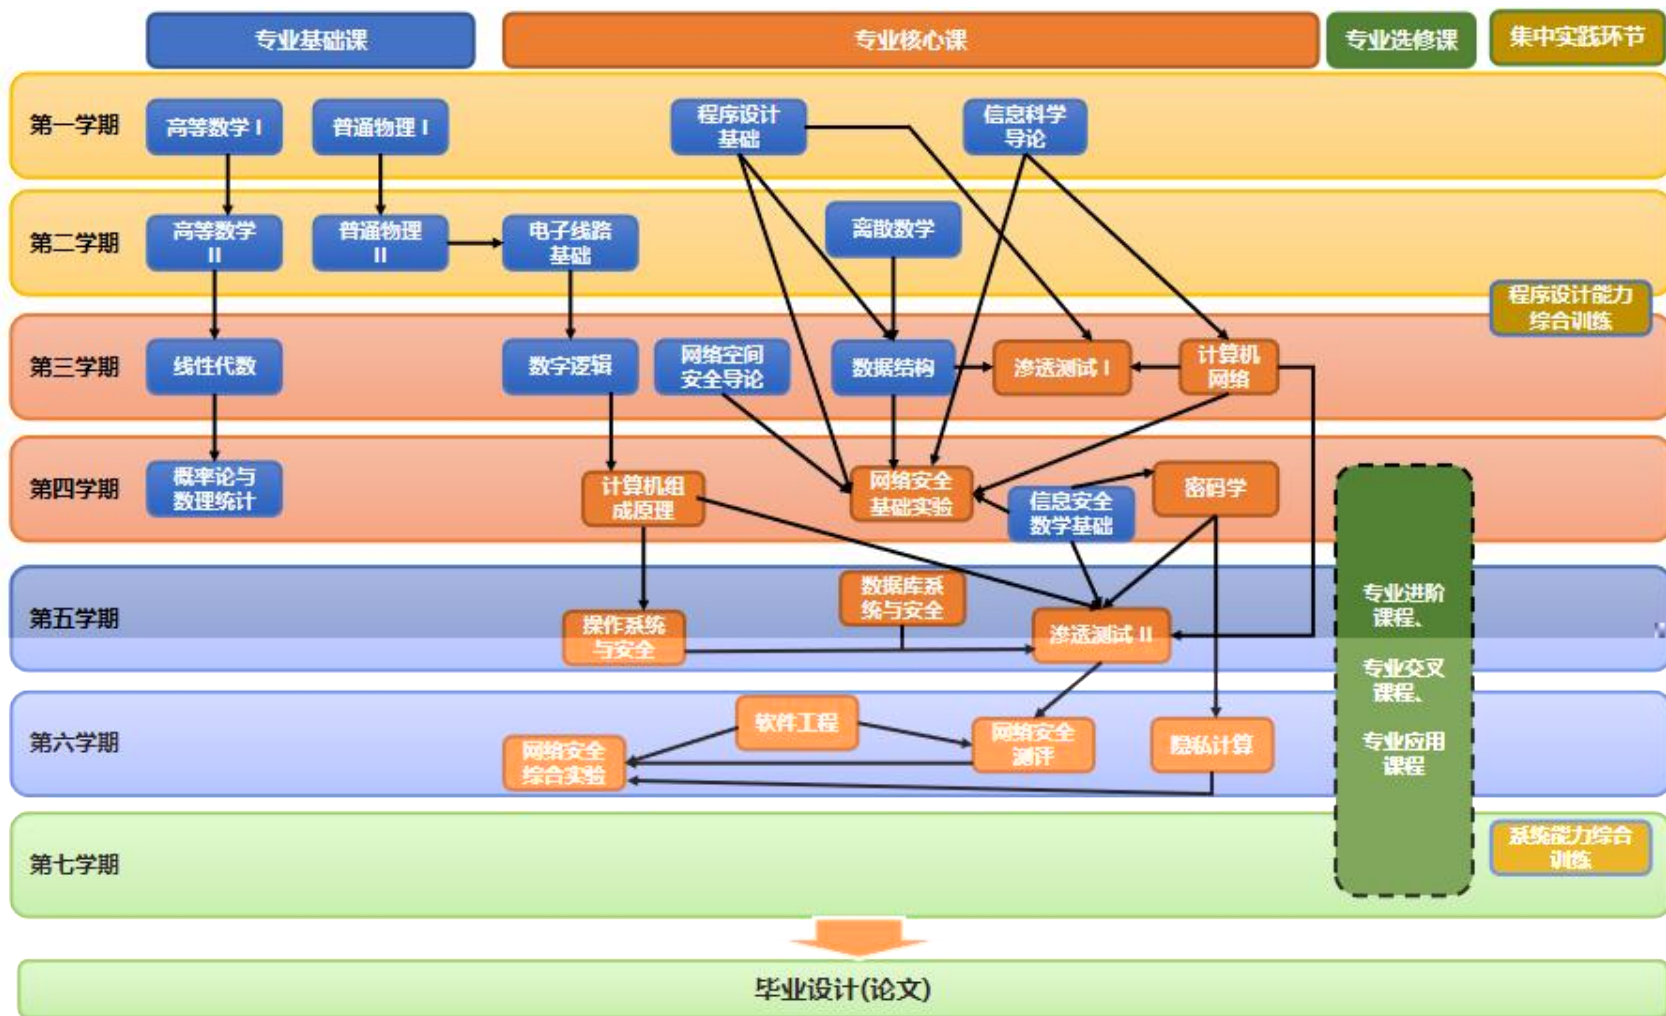 专业基础课
专业核心课
专业选修课
集中实践环节
第一学期
高等数学 I
普通物理 I
程序设计
基础
信息科学
导论
第二学期
高等数学
II
普通物理
II
电子线路
基础
离散数学
程序设计能力
综合训练
第三学期
线性代数
数字逻辑
网络空间
安全导论
数据结构
渗透测试 I
计算机
网络
第四学期
概率论与
数理统计
计算机组
成原理
网络安全
基础实验
信息安全
数学基础
密码学
第五学期
操作系统
与安全
数据库系
统与安全
渗透测试 II
专业进阶
课程、
专业交叉
课程、
专业应用
课程
第六学期
网络安全
综合实验
软件工程
网络安全
测评
隐私计算
第七学期
系统能力综合
训练
毕业设计(论文)